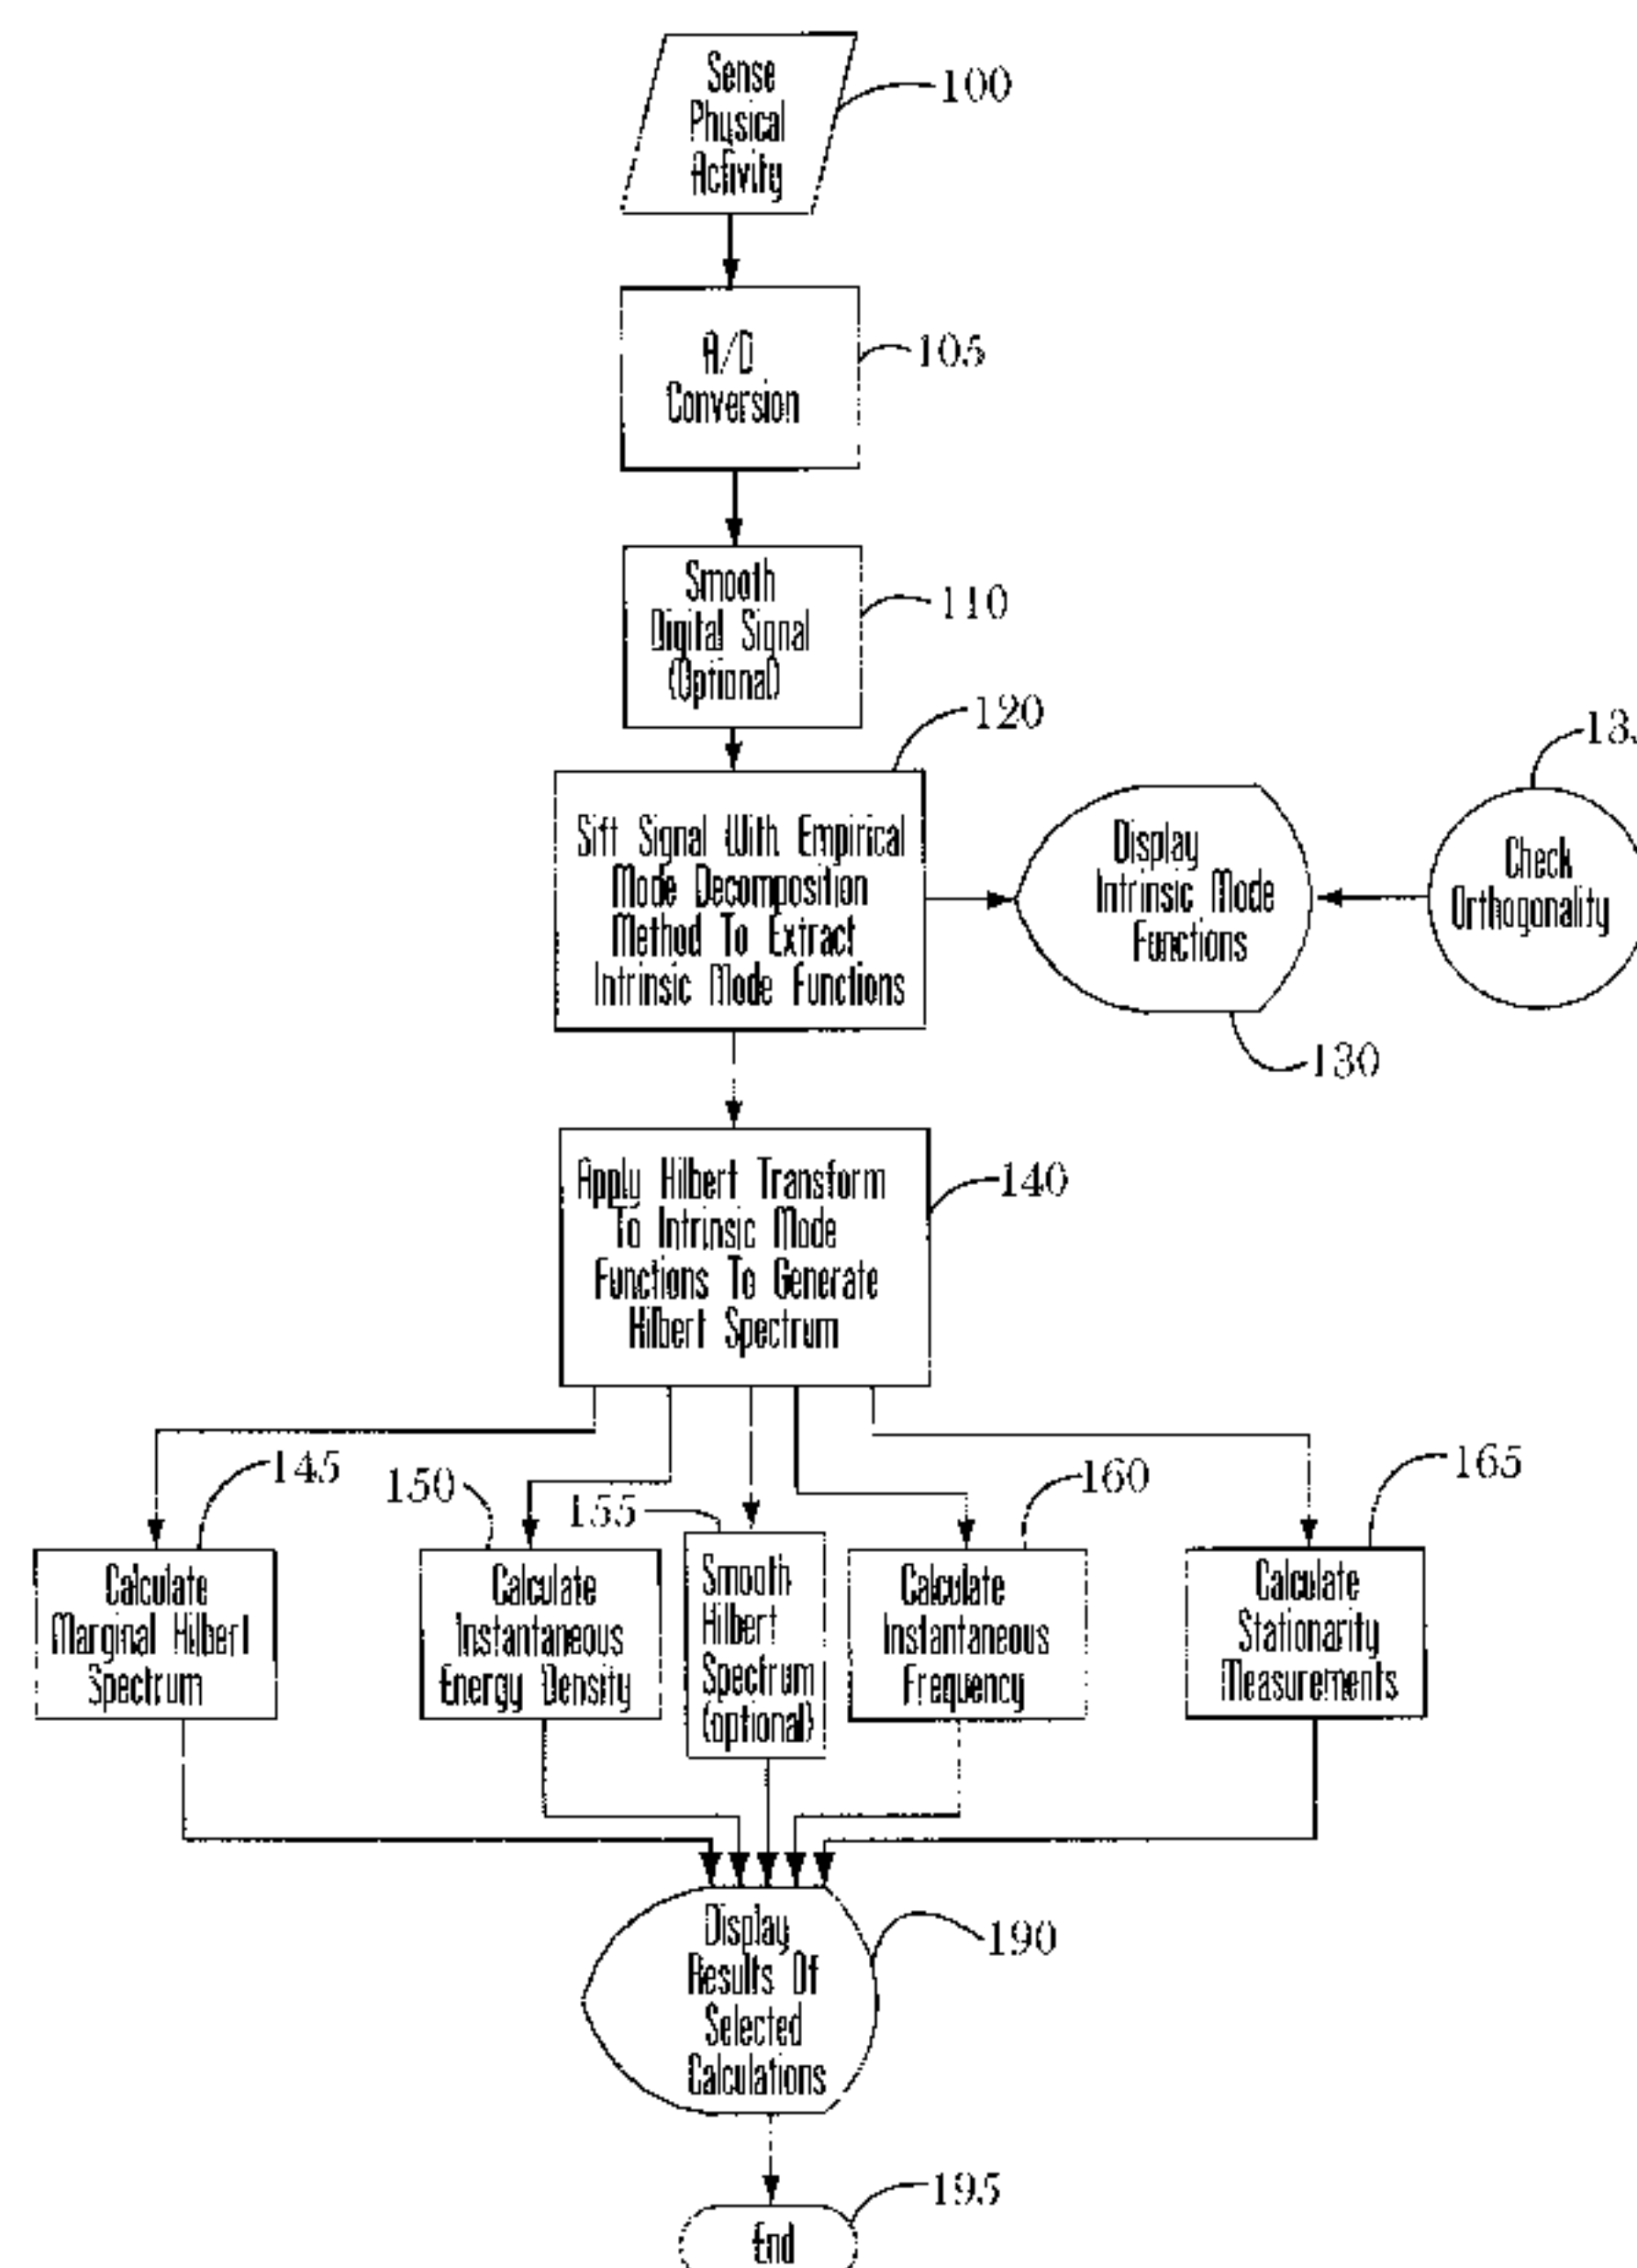 Sense
Physical
Activity
100
A/D
Conversion
105
Smooth
Digital Signal
(Optional)
110
120
Sift Signal With Empirical
Mode Decomposition
Method To Extract
Intrinsic Mode Functions
Display
Intrinsic Mode
Functions
130
Check
Orthogonality
Apply Hilbert Transform
To Intrinsic Mode
Functions To Generate
Hilbert Spectrum
140
145
150
155
160
165
Calculate
Marginal Hilbert
Spectrum
Calculate
Instantaneous
Energy Density
Smooth
Hilbert
Spectrum
(optional)
Calculate
Instantaneous
Frequency
Calculate
Stationarity
Measurements
Display
Results Of
Selected
Calculations
190
195
End